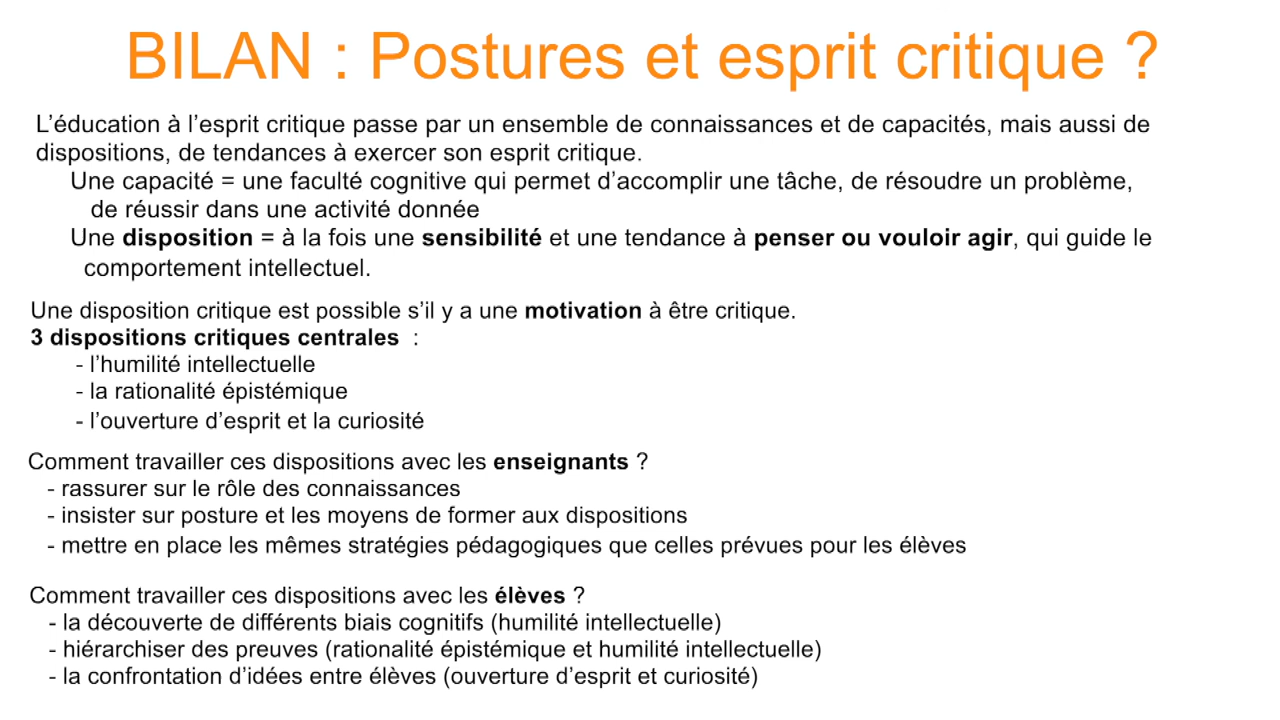 BILAN : Postures et esprit critique ?
L’éducation à l’esprit critique passe par un ensemble de connaissances et de capacités, mais aussi de
dispositions, de tendances à exercer son esprit critique.
Une capacité = une faculté cognitive qui permet d’accomplir une tâche, de résoudre un problème,
de réussir dans une activité donnée
Une disposition = à la fois une sensibilité et une tendance à penser ou vouloir agir, qui guide le
comportement intellectuel.
Une disposition critique est possible s’il y a une motivation à être critique.
3 dispositions critiques centrales :
- l’humilité intellectuelle
- la rationalité épistémique
- l’ouverture d’esprit et la curiosité
Comment travailler ces dispositions avec les enseignants ?
- rassurer sur le rôle des connaissances
- insister sur posture et les moyens de former aux dispositions
- mettre en place les mêmes stratégies pédagogiques que celles prévues pour les élèves
Comment travailler ces dispositions avec les élèves ?
- la découverte de différents biais cognitifs (humilité intellectuelle)
- hiérarchiser des preuves (rationalité épistémique et humilité intellectuelle)
- la confrontation d’idées entre élèves (ouverture d’esprit et curiosité)